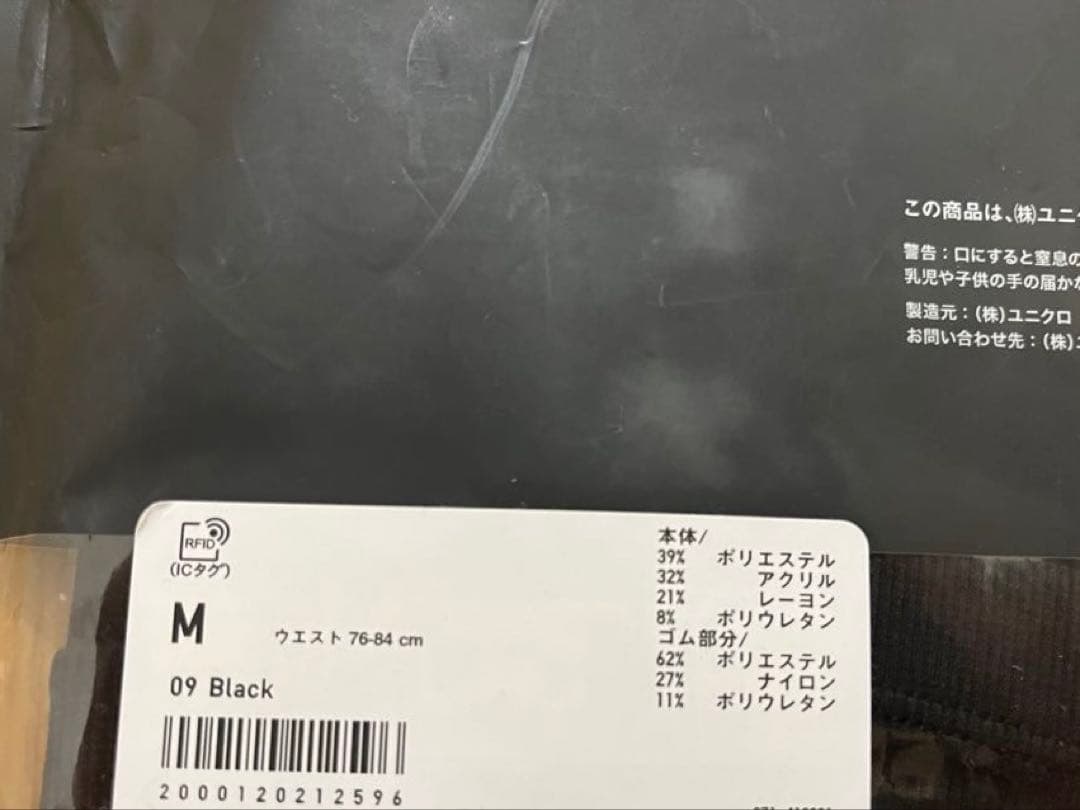 この商品は、㈱ユニ
警告：口にすると窒息の
乳児や子供の手の届か
製造元：（株）ユニクロ
お問い合わせ先：（株）
RFID
(ICタグ)
M
ウエスト 76-84 cm
09 Black
2000120212596
本体/
39% ポリエステル
32% アクリル
21% レーヨン
8% ポリウレタン
ゴム部分/
62% ポリエステル
27% ナイロン
11% ポリウレタン